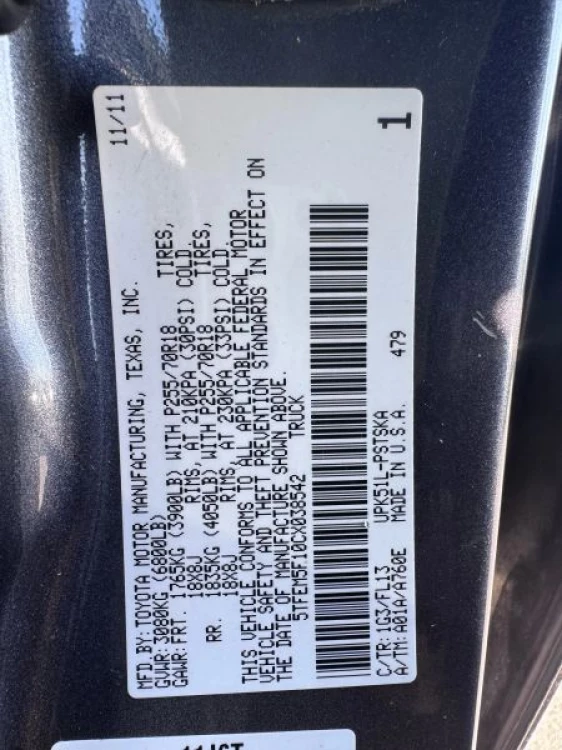 MFD.BY:TOYOTA MOTOR MANUFACTURING, TEXAS, INC. 11/11
GVWR:3080KG (6800LB)
GAWR:FRT. 1765KG (3900LB) WITH P255/70R18 TIRES,
18X8J RIMS, AT 210KPA (30PSI) COLD.
RR. 1835KG (4050LB) WITH P255/70R18 TIRES,
18X8J RIMS, AT 230KPA (33PSI) COLD.
THIS VEHICLE CONFORMS TO ALL APPLICABLE FEDERAL MOTOR
VEHICLE SAFETY AND THEFT PREVENTION STANDARDS IN EFFECT ON
THE DATE OF MANUFACTURE SHOWN ABOVE.
5TFEM5F10CX038542 TRUCK
C/TR:1G3/FL13 UPK51L-PSTSKA
A/TM:A01A/A760E MADE IN U.S.A. 479
1